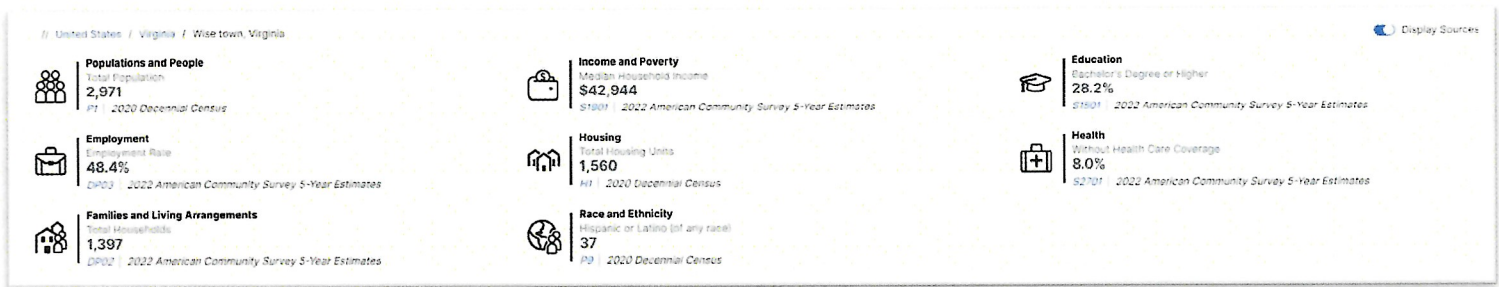 // United States / Virginia / Wise town, Virginia
Display Sources
Populations and People
Total Population
2,971
P1 | 2020 Decennial Census
Income and Poverty
Median Household Income
$42,944
S1901 | 2022 American Community Survey 5-Year Estimates
Education
Bachelor's Degree or Higher
28.2%
S1501 | 2022 American Community Survey 5-Year Estimates
Employment
Employment Rate
48.4%
DP03 | 2022 American Community Survey 5-Year Estimates
Housing
Total Housing Units
1,560
H1 | 2020 Decennial Census
Health
Without Health Care Coverage
8.0%
S2701 | 2022 American Community Survey 5-Year Estimates
Families and Living Arrangements
Total Households
1,397
DP02 | 2022 American Community Survey 5-Year Estimates
Race and Ethnicity
Hispanic or Latino (of any race)
37
P9 | 2020 Decennial Census